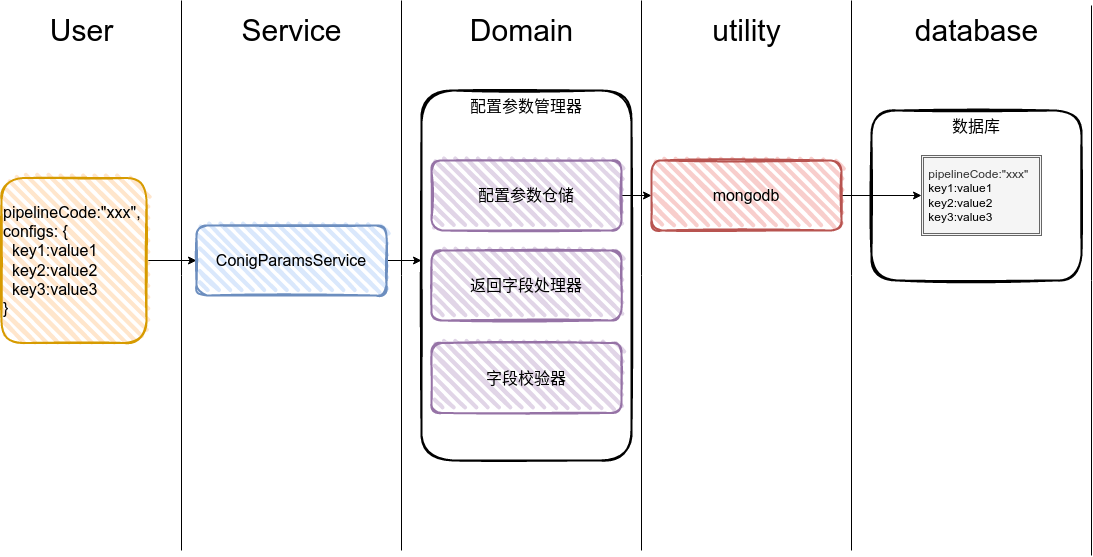 User
Service
Domain
utility
database
pipelineCode:"xxx",
configs: {
key1:value1
key2:value2
key3:value3
}
ConigParamsService
配置参数管理器
配置参数仓储
返回字段处理器
字段校验器
mongodb
数据库
pipelineCode:"xxx"
key1:value1
key2:value2
key3:value3